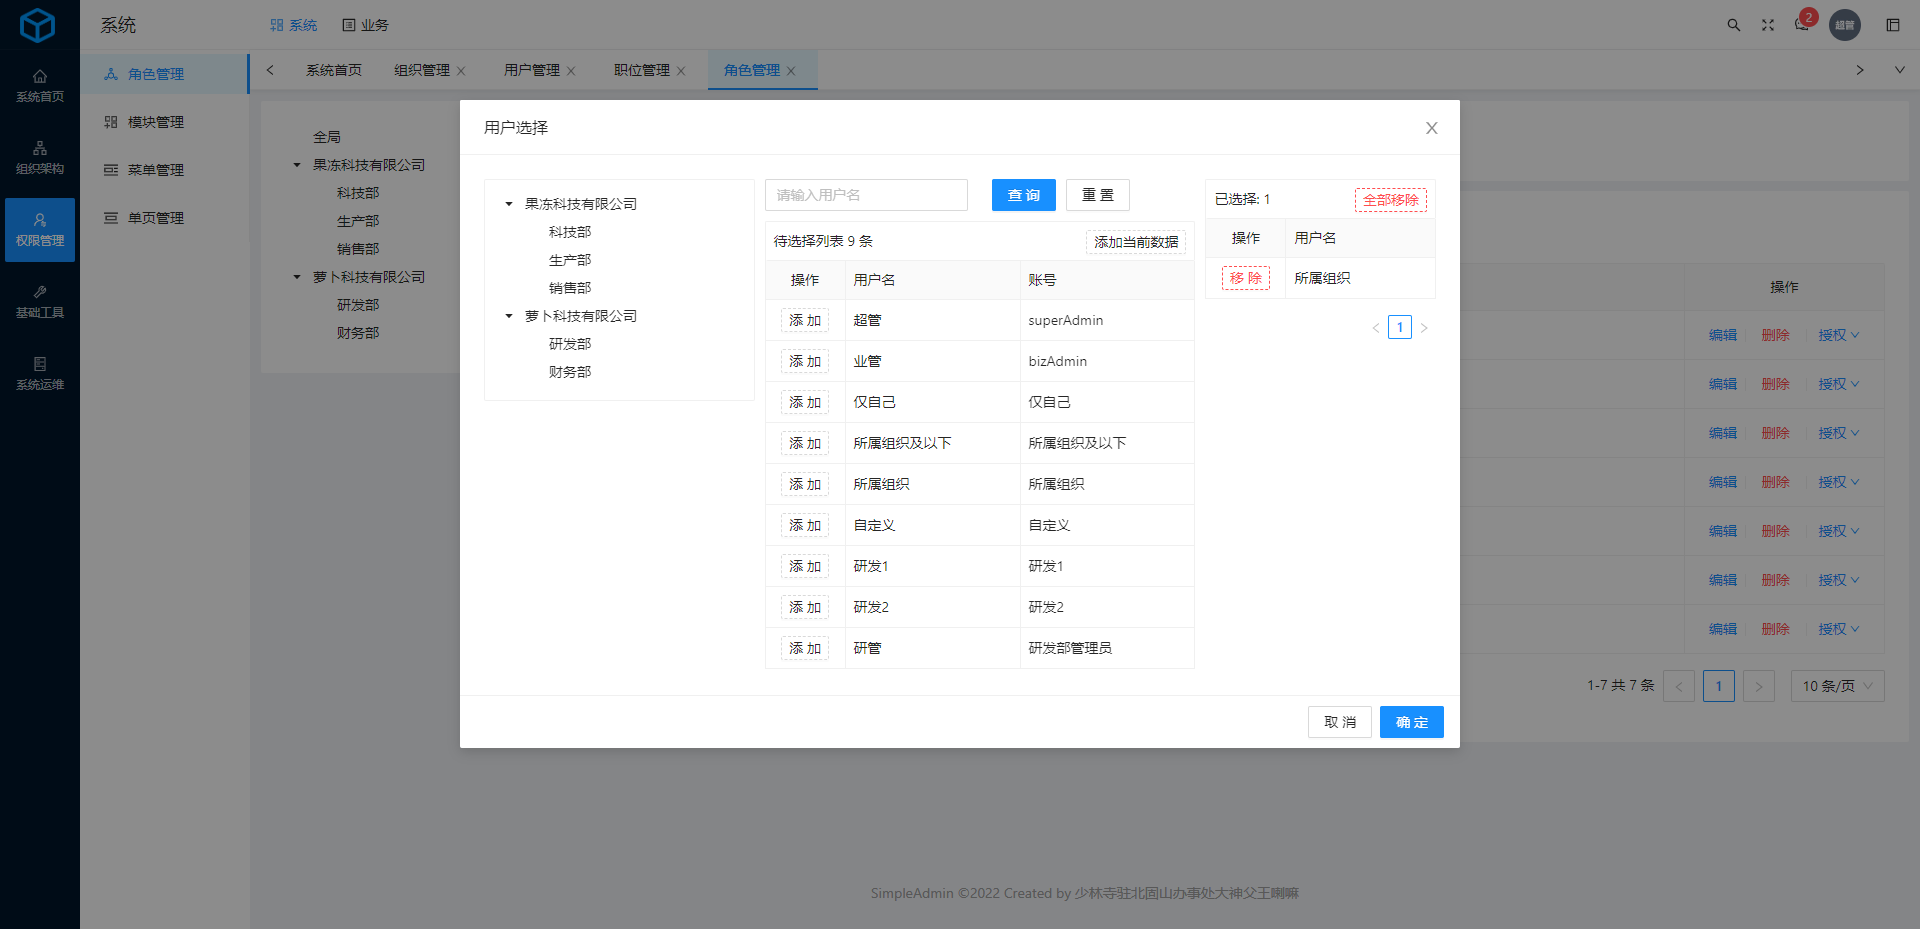 系统
系统
业务
2
超管
系统首页
组织架构
权限管理
基础工具
系统运维
角色管理
模块管理
菜单管理
单页管理
系统首页
组织管理
用户管理
职位管理
角色管理
全局
果冻科技有限公司
科技部
生产部
销售部
萝卜科技有限公司
研发部
财务部
用户选择
果冻科技有限公司
科技部
生产部
销售部
萝卜科技有限公司
研发部
财务部
请输入用户名
查 询
重 置
待选择列表 9 条
添加当前数据
操作 用户名 账号
添 加 超管 superAdmin
添 加 业管 bizAdmin
添 加 仅自己 仅自己
添 加 所属组织及以下 所属组织及以下
添 加 所属组织 所属组织
添 加 自定义 自定义
添 加 研发1 研发1
添 加 研发2 研发2
添 加 研管 研发部管理员
已选择: 1
全部移除
操作 用户名
移 除 所属组织
1
取 消
确 定
操作
编辑 删除 授权
编辑 删除 授权
编辑 删除 授权
编辑 删除 授权
编辑 删除 授权
编辑 删除 授权
编辑 删除 授权
1-7 共 7 条
1
10 条/页
SimpleAdmin ©2022 Created by 少林寺驻北固山办事处大神父王喇嘛